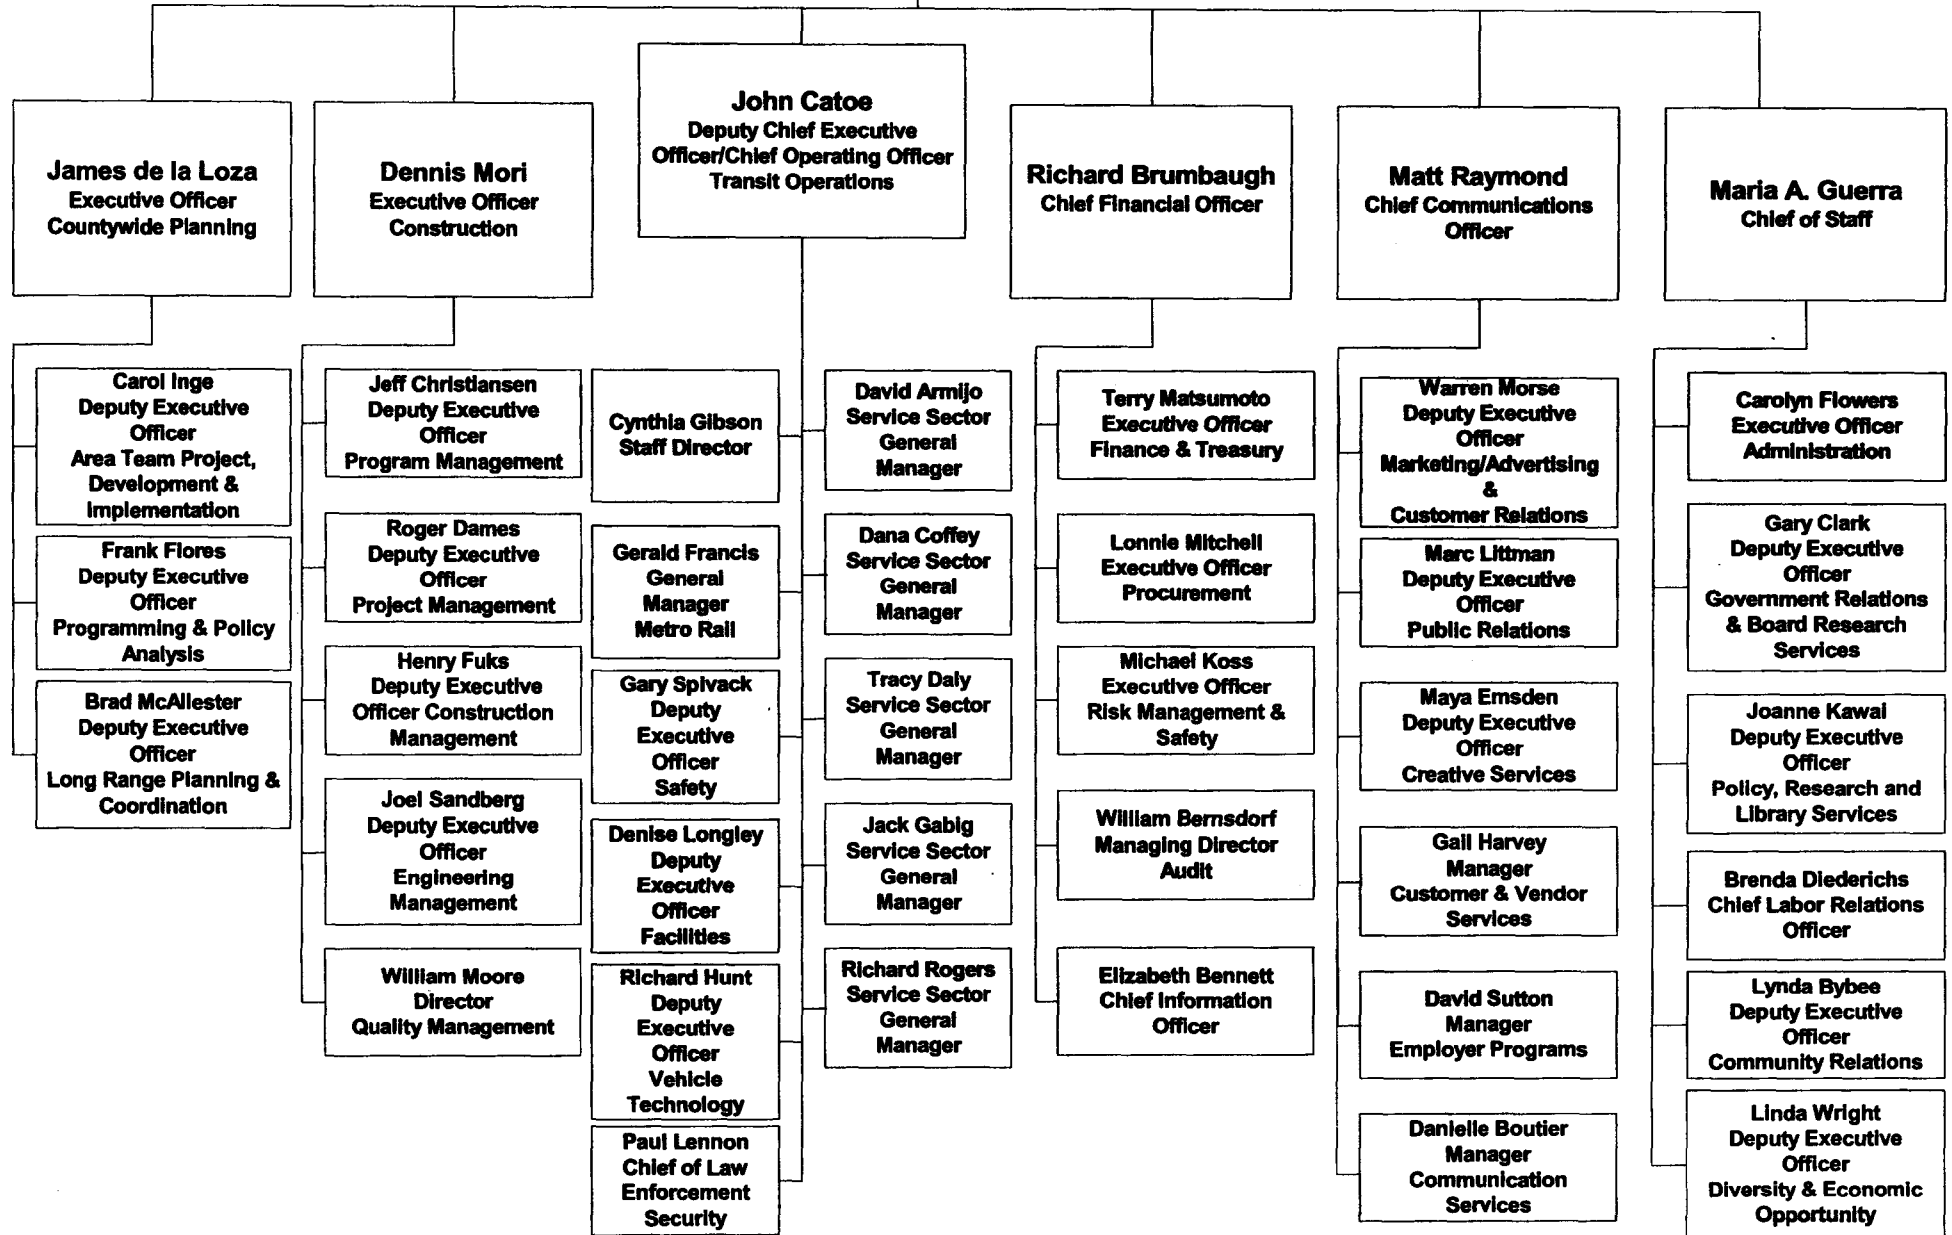 James de la Loza
Executive Officer
Countywide Planning
Dennis Mori
Executive Officer
Construction
John Catoe
Deputy Chief Executive
Officer/Chief Operating Officer
Transit Operations
Richard Brumbaugh
Chief Financial Officer
Matt Raymond
Chief Communications
Officer
Maria A. Guerra
Chief of Staff
Carol Inge
Deputy Executive
Officer
Area Team Project,
Development &
Implementation
Frank Flores
Deputy Executive
Officer
Programming & Policy
Analysis
Brad McAllester
Deputy Executive
Officer
Long Range Planning &
Coordination
Jeff Christiansen
Deputy Executive
Officer
Program Management
Roger Dames
Deputy Executive
Officer
Project Management
Henry Fuks
Deputy Executive
Officer Construction
Management
Joel Sandberg
Deputy Executive
Officer
Engineering
Management
William Moore
Director
Quality Management
Cynthia Gibson
Staff Director
Gerald Francis
General
Manager
Metro Rail
Gary Spivack
Deputy
Executive
Officer
Safety
Denise Longley
Deputy
Executive
Officer
Facilities
Richard Hunt
Deputy
Executive
Officer
Vehicle
Technology
Paul Lennon
Chief of Law
Enforcement
Security
David Armijo
Service Sector
General
Manager
Dana Coffey
Service Sector
General
Manager
Tracy Daly
Service Sector
General
Manager
Jack Gabig
Service Sector
General
Manager
Richard Rogers
Service Sector
General
Manager
Terry Matsumoto
Executive Officer
Finance & Treasury
Lonnie Mitchell
Executive Officer
Procurement
Michael Koss
Executive Officer
Risk Management &
Safety
William Bernsdorf
Managing Director
Audit
Elizabeth Bennett
Chief Information
Officer
Warren Morse
Deputy Executive
Officer
Marketing/Advertising
&
Customer Relations
Marc Littman
Deputy Executive
Officer
Public Relations
Maya Emsden
Deputy Executive
Officer
Creative Services
Gail Harvey
Manager
Customer & Vendor
Services
David Sutton
Manager
Employer Programs
Danielle Boutier
Manager
Communication
Services
Carolyn Flowers
Executive Officer
Administration
Gary Clark
Deputy Executive
Officer
Government Relations
& Board Research
Services
Joanne Kawai
Deputy Executive
Officer
Policy, Research and
Library Services
Brenda Diederichs
Chief Labor Relations
Officer
Lynda Bybee
Deputy Executive
Officer
Community Relations
Linda Wright
Deputy Executive
Officer
Diversity & Economic
Opportunity